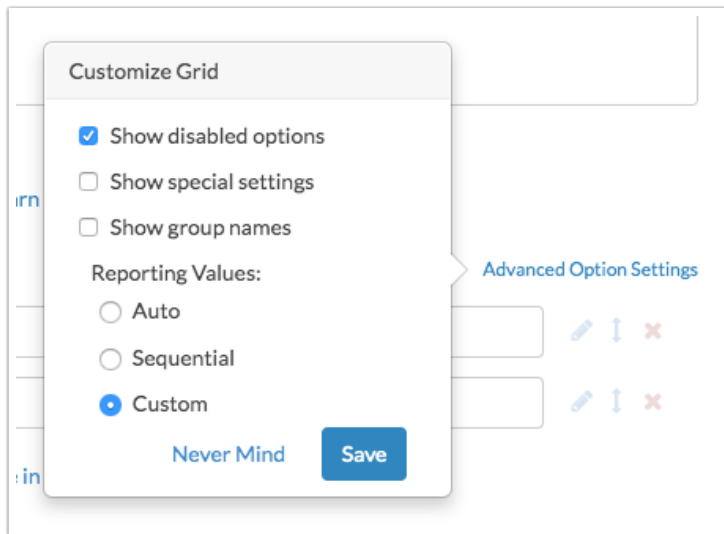 Customize Grid
Show disabled options
Show special settings
Show group names
Reporting Values:
Advanced Option Settings
Auto
Sequential
Custom
Never Mind
Save
in